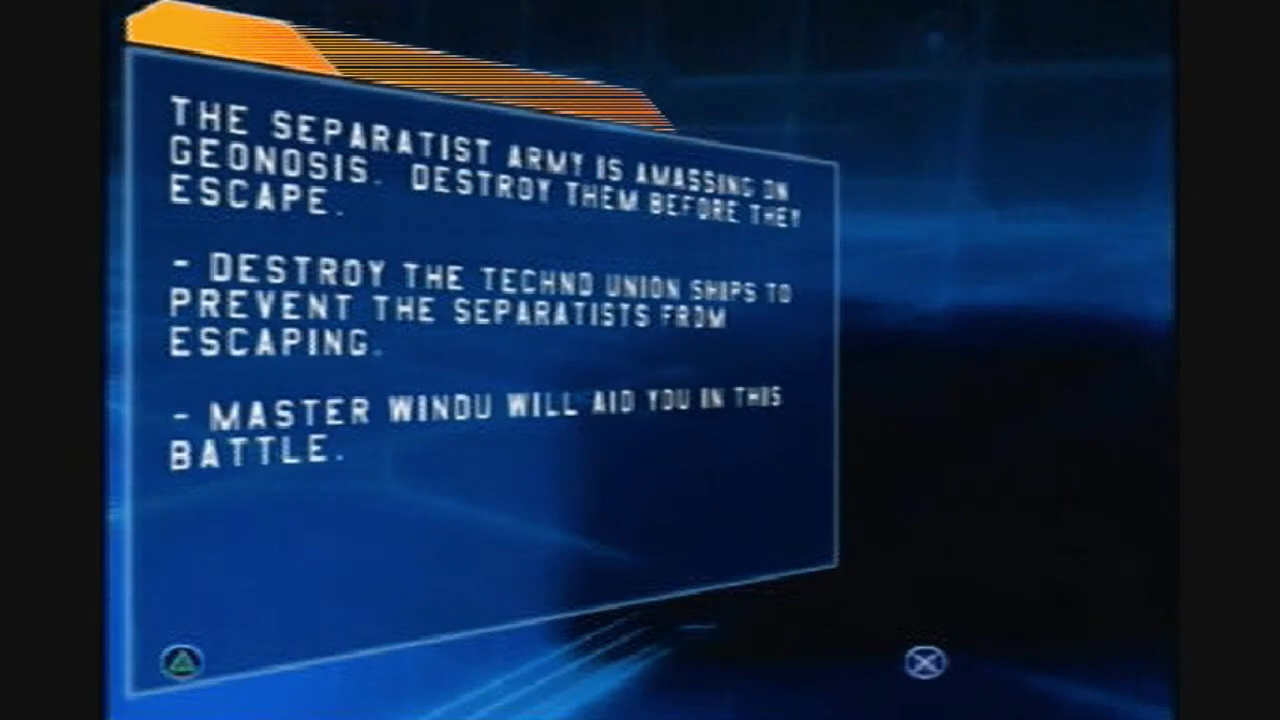 THE SEPARATIST ARMY IS AMASSING ON
GEONOSIS. DESTROY THEM BEFORE THEY
ESCAPE.
- DESTROY THE TECHNO UNION SHIPS TO
PREVENT THE SEPARATISTS FROM
ESCAPING.
- MASTER WINDU WILL AID YOU IN THIS
BATTLE.